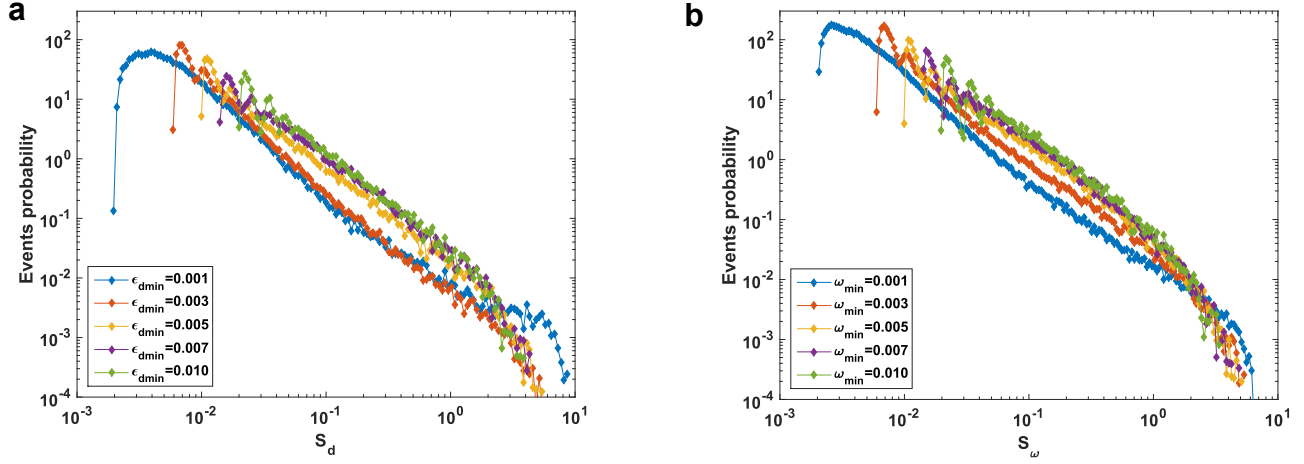 a
Events probability
10^2
10^1
10^0
10^-1
10^-2
10^-3
10^-4
ϵ_dmin=0.001
ϵ_dmin=0.003
ϵ_dmin=0.005
ϵ_dmin=0.007
ϵ_dmin=0.010
10^-3 10^-2 10^-1 10^0 10^1
S_d
b
Events probability
10^2
10^1
10^0
10^-1
10^-2
10^-3
10^-4
ω_min=0.001
ω_min=0.003
ω_min=0.005
ω_min=0.007
ω_min=0.010
10^-3 10^-2 10^-1 10^0 10^1
S_ω